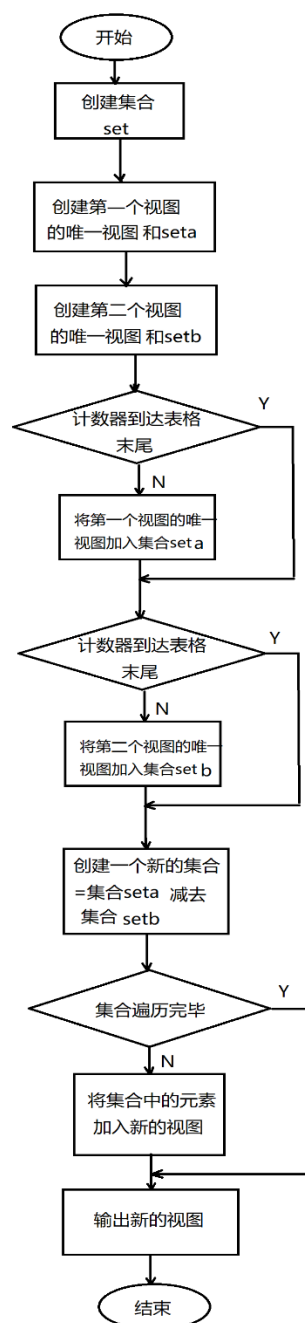 开始
创建集合
set
创建第一个视图
的唯一视图 和seta
创建第二个视图
的唯一视图 和setb
计数器到达表格
末尾
Y
N
将第一个视图的唯一
视图加入集合set a
计数器到达表格
末尾
Y
N
将第二个视图的唯一
视图加入集合set b
创建一个新的集合
=集合seta 减去
集合 setb
集合遍历完毕
Y
N
将集合中的元素
加入新的视图
输出新的视图
结束